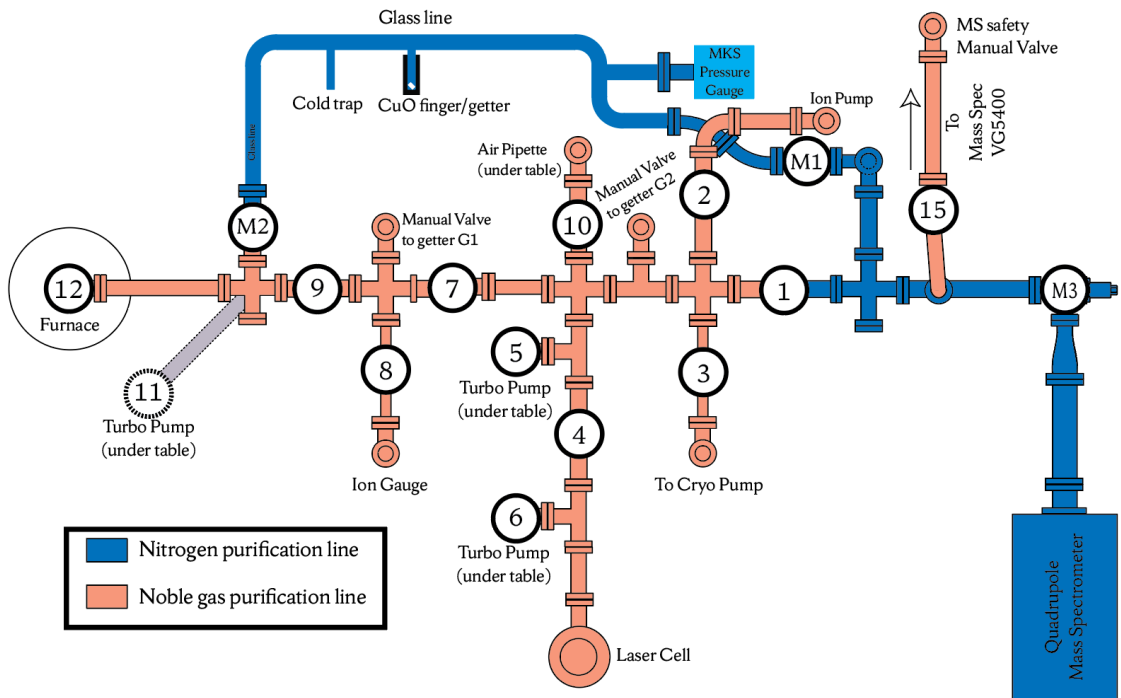 Glass line
MS safety
Manual Valve
MKS
Pressure
Gauge
Cold trap
CuO finger/getter
Ion Pump
To
Mass Spec
VG5400
Glassline
Air Pipette
(under table)
Manual Valve
to getter G2
M1
2
15
10
M2
Manual Valve
to getter G1
12
Furnace
9
7
1
M3
11
Turbo Pump
(under table)
8
5
Turbo Pump
(under table)
3
4
Ion Gauge
To Cryo Pump
6
Turbo Pump
(under table)
Nitrogen purification line
Noble gas purification line
Laser Cell
Quadrupole
Mass Spectrometer